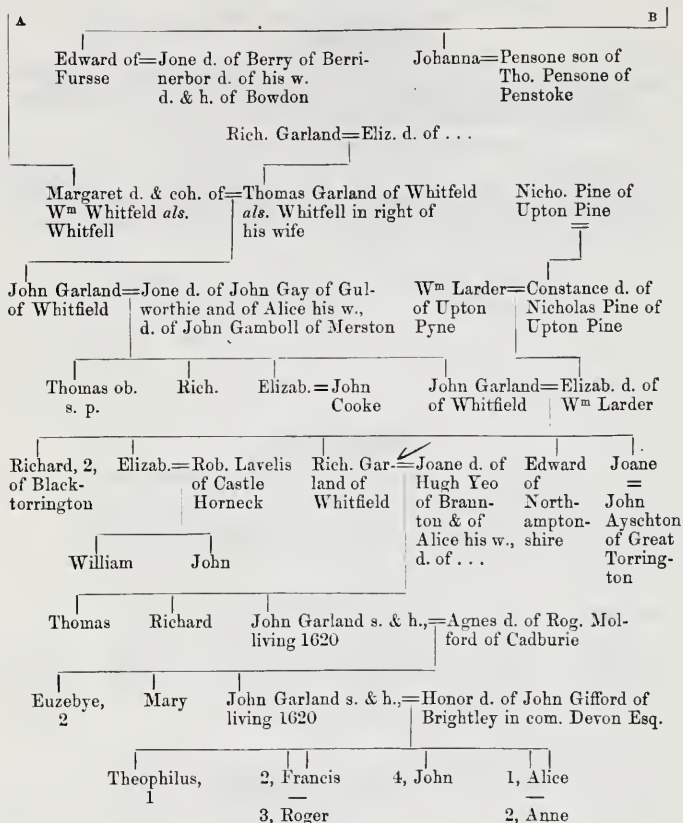 A B
Edward of=Jone d. of Berry of Berri- Johanna=Pensone son of
Fursse nerbor d. of his w. Tho. Pensone of
d. & h. of Bowdon Penstoke
Rich. Garland=Eliz. d. of . . .
Margaret d. & coh. of=Thomas Garland of Whitfeld Nicho. Pine of
Wm Whitfeld als. als. Whitfell in right of Upton Pine
Whitfell his wife =
John Garland=Jone d. of John Gay of Gul- Wm Larder=Constance d. of
of Whitfield worthie and of Alice his w., of Upton Nicholas Pine of
d. of John Gamboll of Merston Pyne Upton Pine
Thomas ob. Rich. Elizab.=John John Garland=Elizab. d. of
s. p. Cooke of Whitfield Wm Larder
Richard, 2, Elizab.=Rob. Lavelis Rich. Gar-=Joane d. of Edward Joane
of Black- of Castle land of Hugh Yeo of =
torrington Horneck Whitfield of Braun- North- John
ton & of ampton- Ayschton
Alice his w., shire of Great
William John d. of . . . Torring-
ton
Thomas Richard John Garland s. & h.,=Agnes d. of Rog. Mol-
living 1620 ford of Cadburie
Euzebye, Mary John Garland s. & h.,=Honor d. of John Gifford of
2 living 1620 Brightley in com. Devon Esq.
Theophilus, 2, Francis 4, John 1, Alice
1 — —
3, Roger 2, Anne